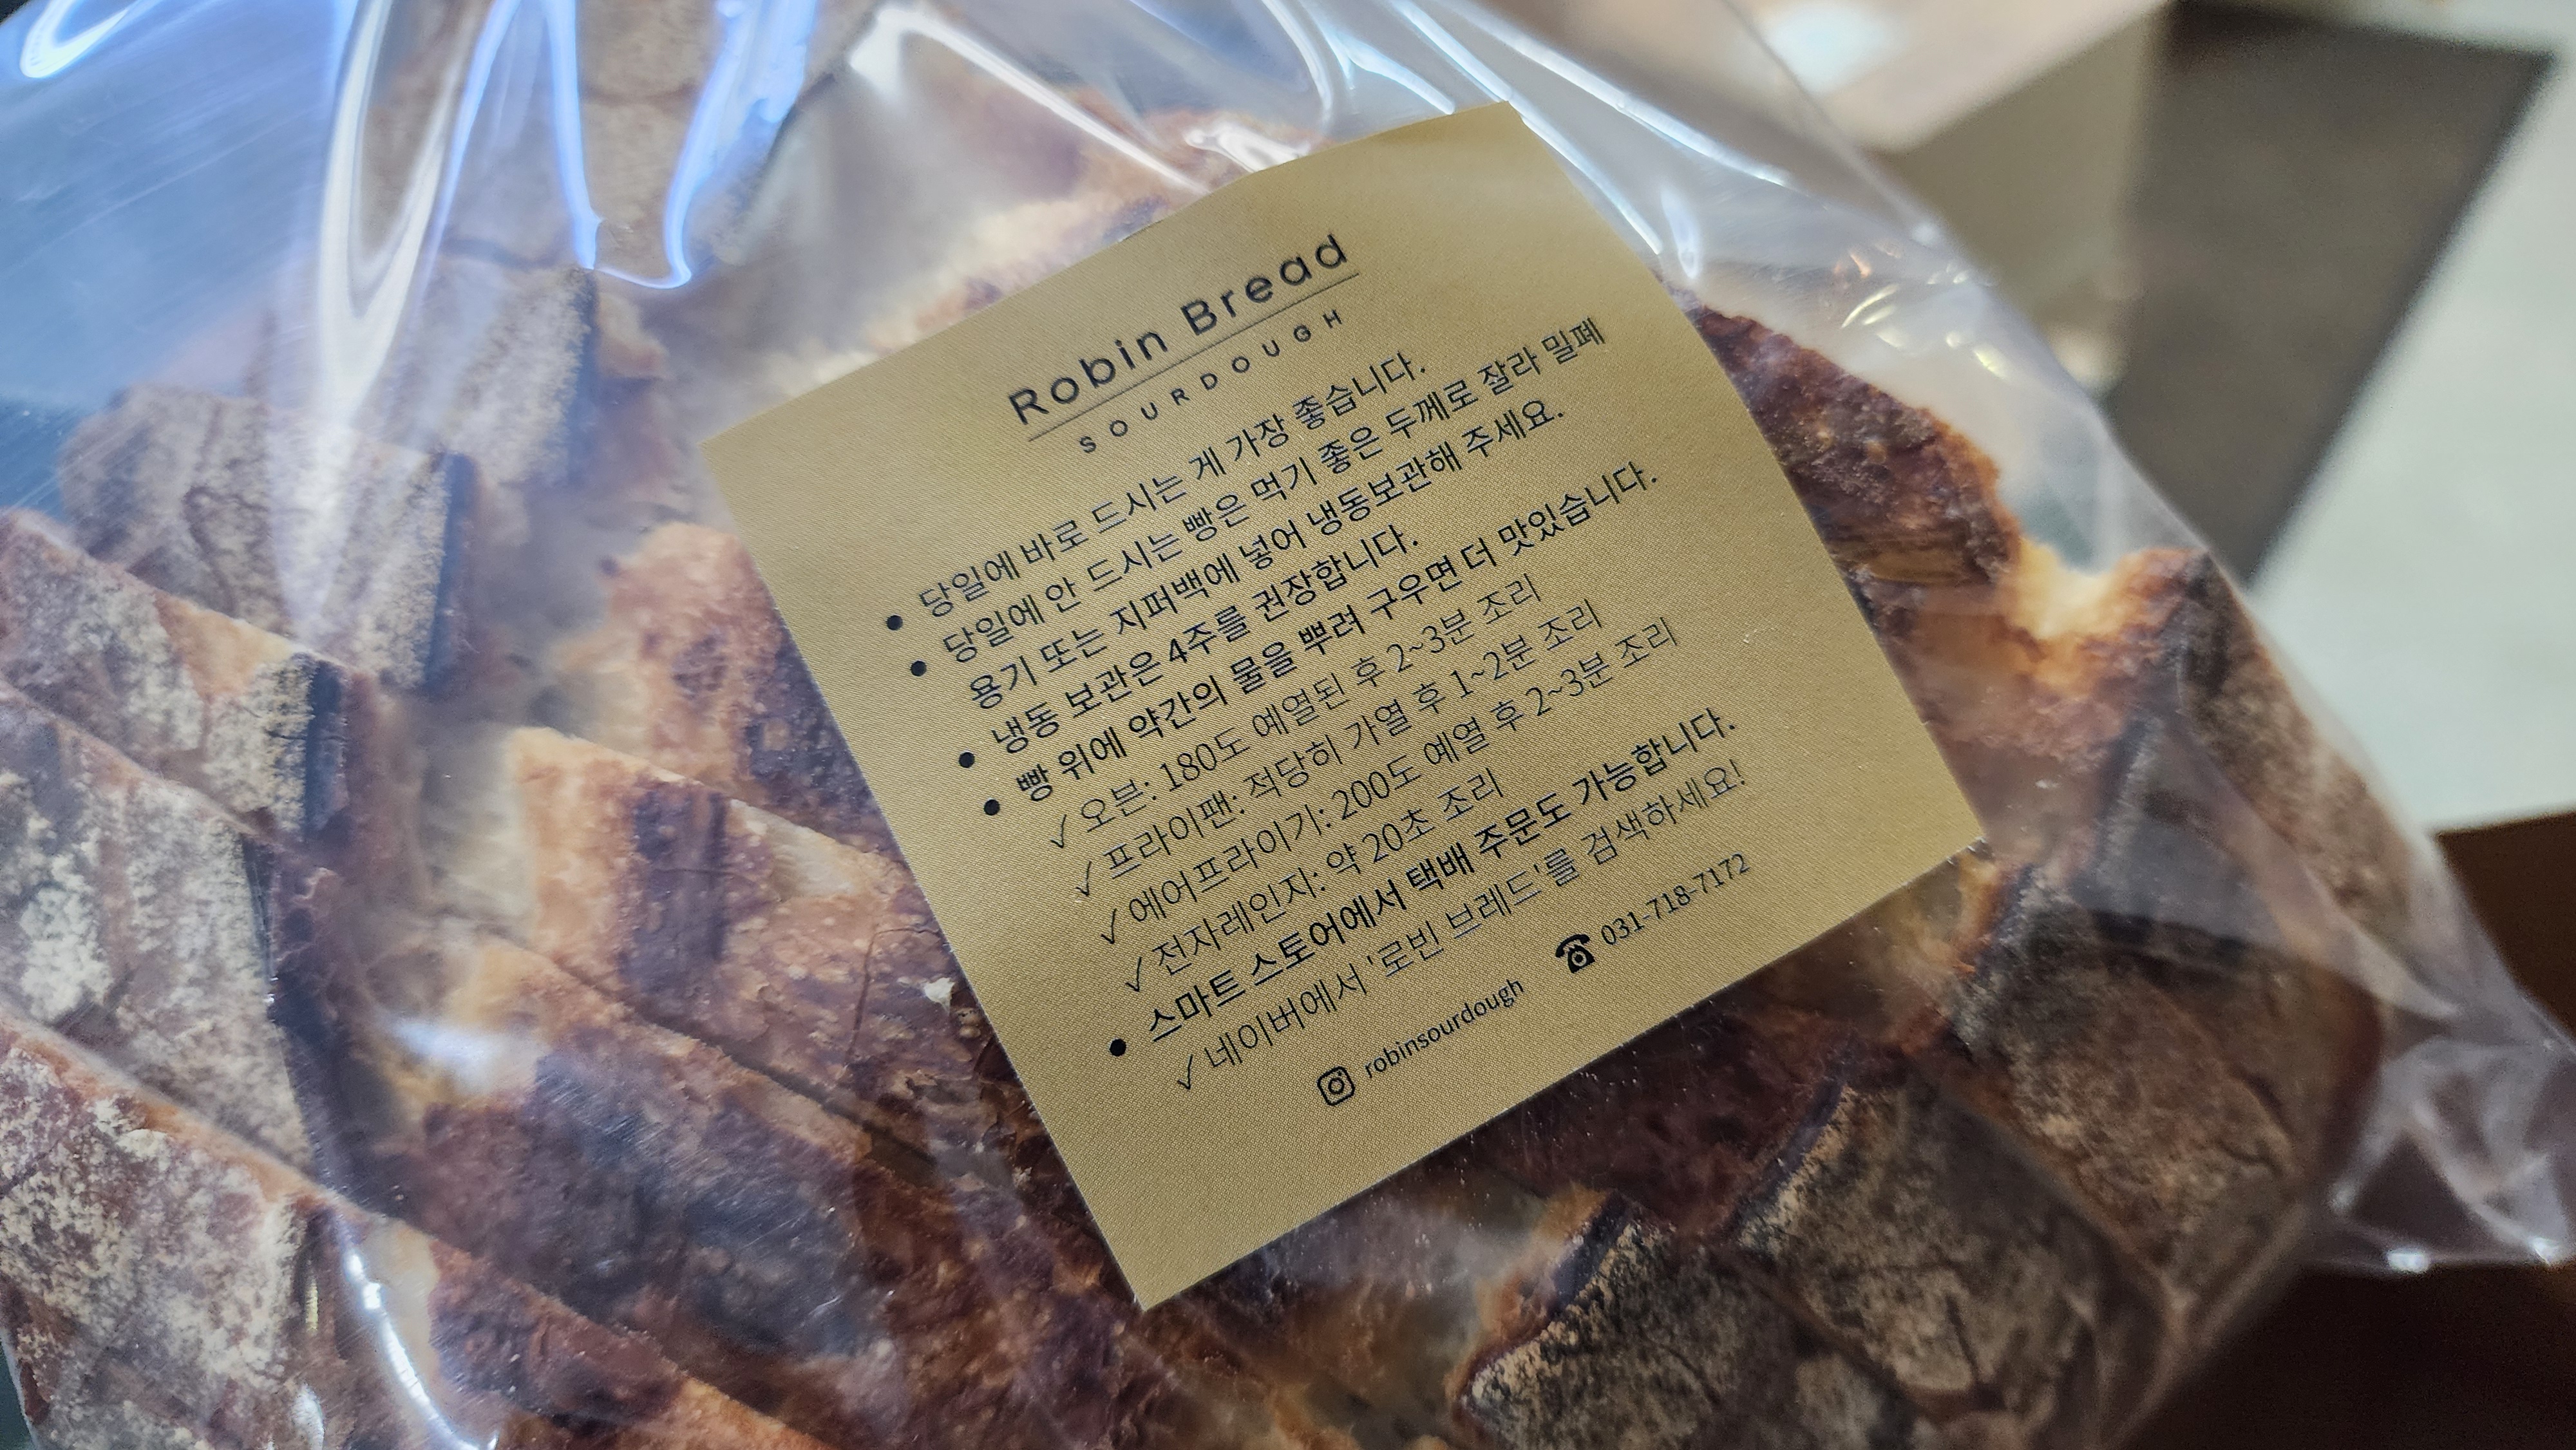 Robin Bread
SOURDOUGH
• 당일에 바로 드시는 게 가장 좋습니다.
• 당일에 안 드시는 빵은 먹기 좋은 두께로 잘라 밀폐
용기 또는 지퍼백에 넣어 냉동보관해 주세요.
• 냉동 보관은 4주를 권장합니다.
• 빵 위에 약간의 물을 뿌려 구우면 더 맛있습니다.
✓ 오븐: 180도 예열된 후 2~3분 조리
✓ 프라이팬: 적당히 가열 후 1~2분 조리
✓ 에어프라이기: 200도 예열 후 2~3분 조리
✓ 전자레인지: 약 20초 조리
• 스마트 스토어에서 택배 주문도 가능합니다.
✓ 네이버에서 '로빈 브레드'를 검색하세요!
robinsourdough ☎ 031-718-7172